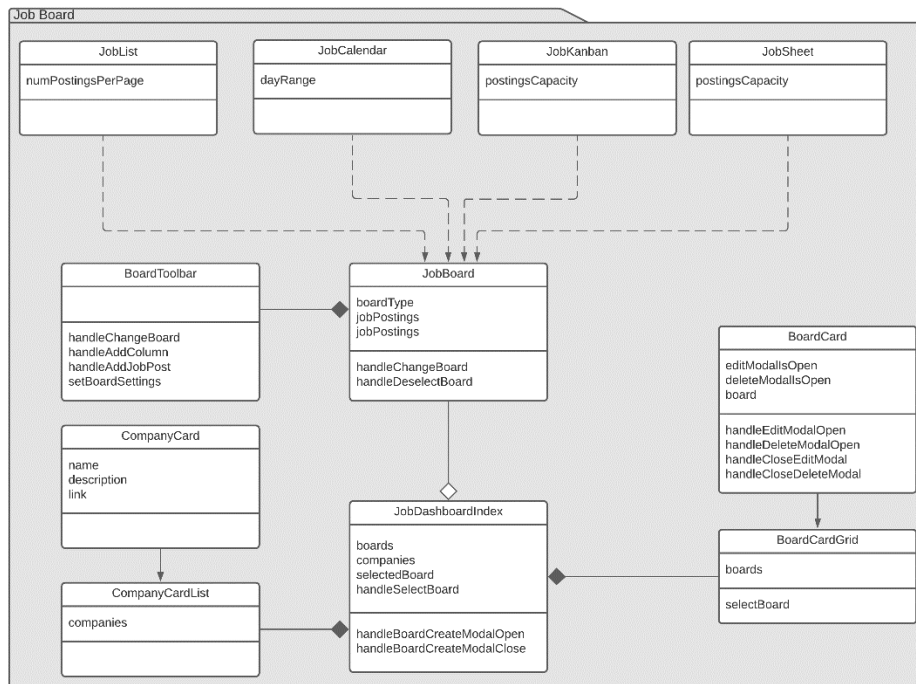 Job Board
JobList
numPostingsPerPage
JobCalendar
dayRange
JobKanban
postingsCapacity
JobSheet
postingsCapacity
BoardToolbar
handleChangeBoard
handleAddColumn
handleAddJobPost
setBoardSettings
JobBoard
boardType
jobPostings
jobPostings
handleChangeBoard
handleDeselectBoard
BoardCard
editModalIsOpen
deleteModalIsOpen
board
handleEditModalOpen
handleDeleteModalOpen
handleCloseEditModal
handleCloseDeleteModal
CompanyCard
name
description
link
JobDashboardIndex
boards
companies
selectedBoard
handleSelectBoard
handleBoardCreateModalOpen
handleBoardCreateModalClose
BoardCardGrid
boards
selectBoard
CompanyCardList
companies